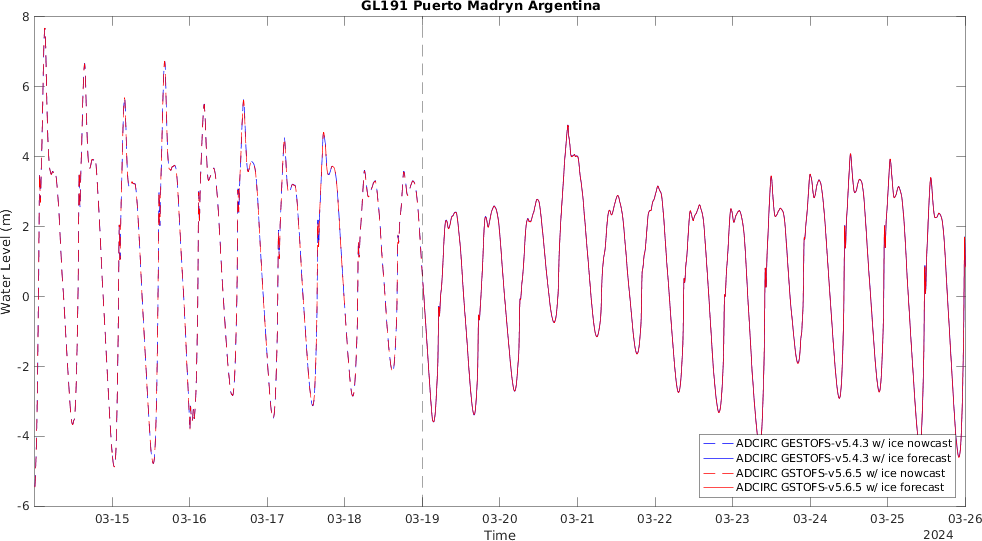 GL191 Puerto Madryn Argentina
8
6
4
2
0
-2
-4
-6
Water Level (m)
ADCIRC GESTOFS-v5.4.3 w/ ice nowcast
ADCIRC GESTOFS-v5.4.3 w/ ice forecast
ADCIRC GSTOFS-v5.6.5 w/ ice nowcast
ADCIRC GSTOFS-v5.6.5 w/ ice forecast
03-15 03-16 03-17 03-18 03-19 03-20 03-21 03-22 03-23 03-24 03-25 03-26
Time
2024